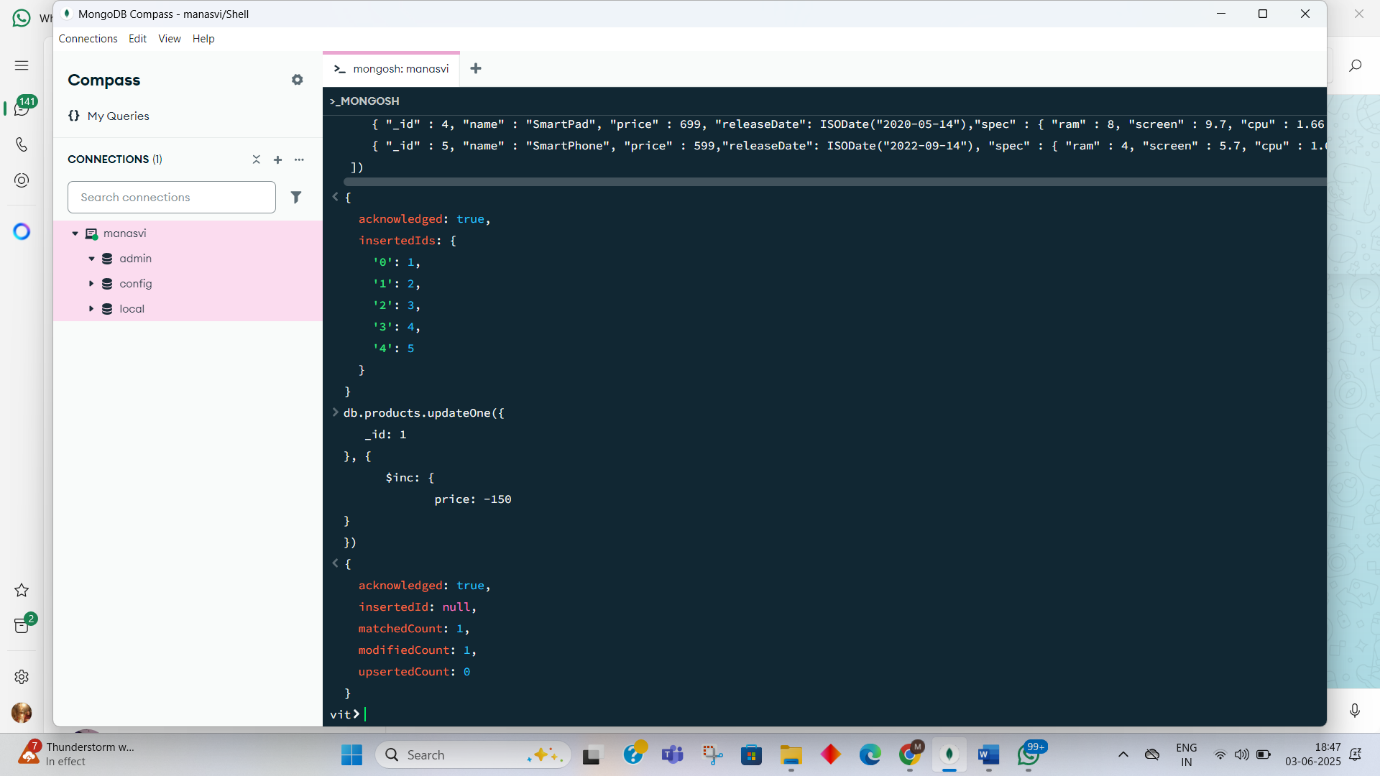 Wh
MongoDB Compass - manasvi/Shell
Connections Edit View Help
Compass
{} My Queries
CONNECTIONS (1)
Search connections
manasvi
admin
config
local
141
2
>_ mongosh: manasvi +
>_MONGOSH
{ "_id" : 4, "name" : "SmartPad", "price" : 699, "releaseDate": ISODate("2020-05-14"),"spec" : { "ram" : 8, "screen" : 9.7, "cpu" : 1.66
{ "_id" : 5, "name" : "SmartPhone", "price" : 599,"releaseDate": ISODate("2022-09-14"), "spec" : { "ram" : 4, "screen" : 5.7, "cpu" :
])
< {
acknowledged: true,
insertedIds: {
'0': 1,
'1': 2,
'2': 3,
'3': 4,
'4': 5
}
}
> db.products.updateOne({
_id: 1
}, {
$inc: {
price: -150
}
})
< {
acknowledged: true,
insertedId: null,
matchedCount: 1,
modifiedCount: 1,
upsertedCount: 0
}
vit>
7
Thunderstorm w...
In effect
Search
M
99+
ENG
IN
18:47
03-06-2025